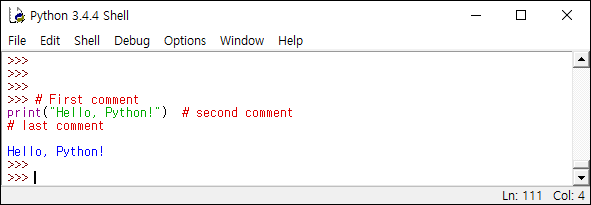 Python 3.4.4 Shell
File Edit Shell Debug Options Window Help
>>>
>>>
>>>
>>> # First comment
print("Hello, Python!")  # second comment
# last comment
Hello, Python!
>>>
>>>
Ln: 111 Col: 4